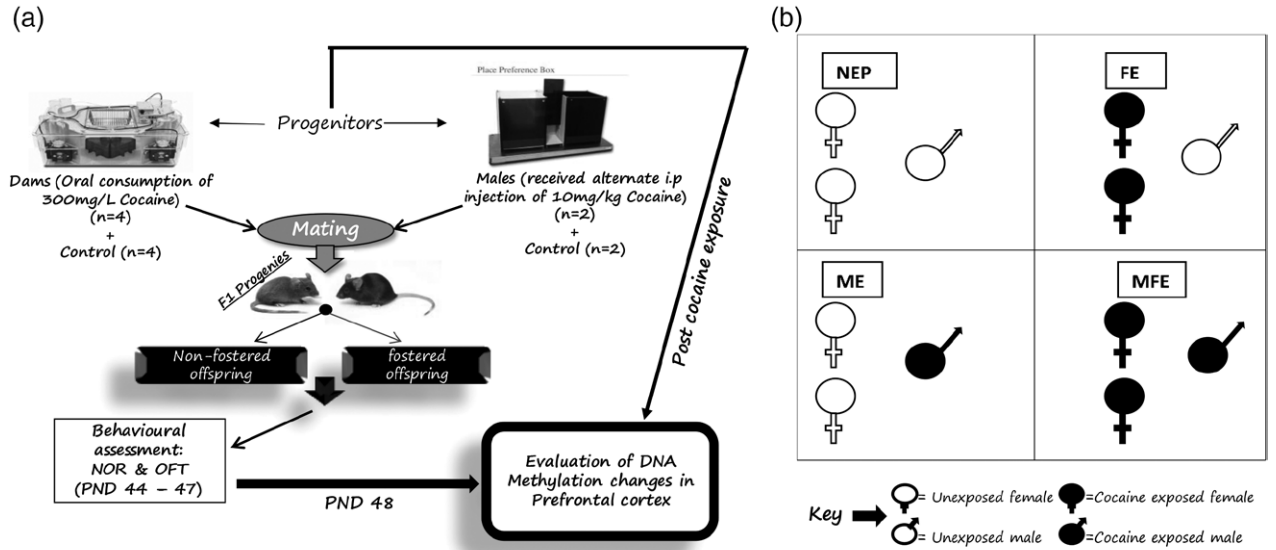 (a)
Place Preference Box
Progenitors
Dams (Oral consumption of
300mg/L Cocaine)
(n=4)
+
Control (n=4)
Males (received alternate i.p
injection of 10mg/kg Cocaine)
(n=2)
+
Control (n=2)
Mating
F1 Progenies
Non-fostered
offspring
fostered
offspring
Behavioural
assessment:
NOR & OFT
(PND 44 – 47)
PND 48
Evaluation of DNA
Methylation changes in
Prefrontal cortex
Post cocaine exposure
(b)
NEP
FE
ME
MFE
Key
= Unexposed female
=Cocaine exposed female
= Unexposed male
=Cocaine exposed male